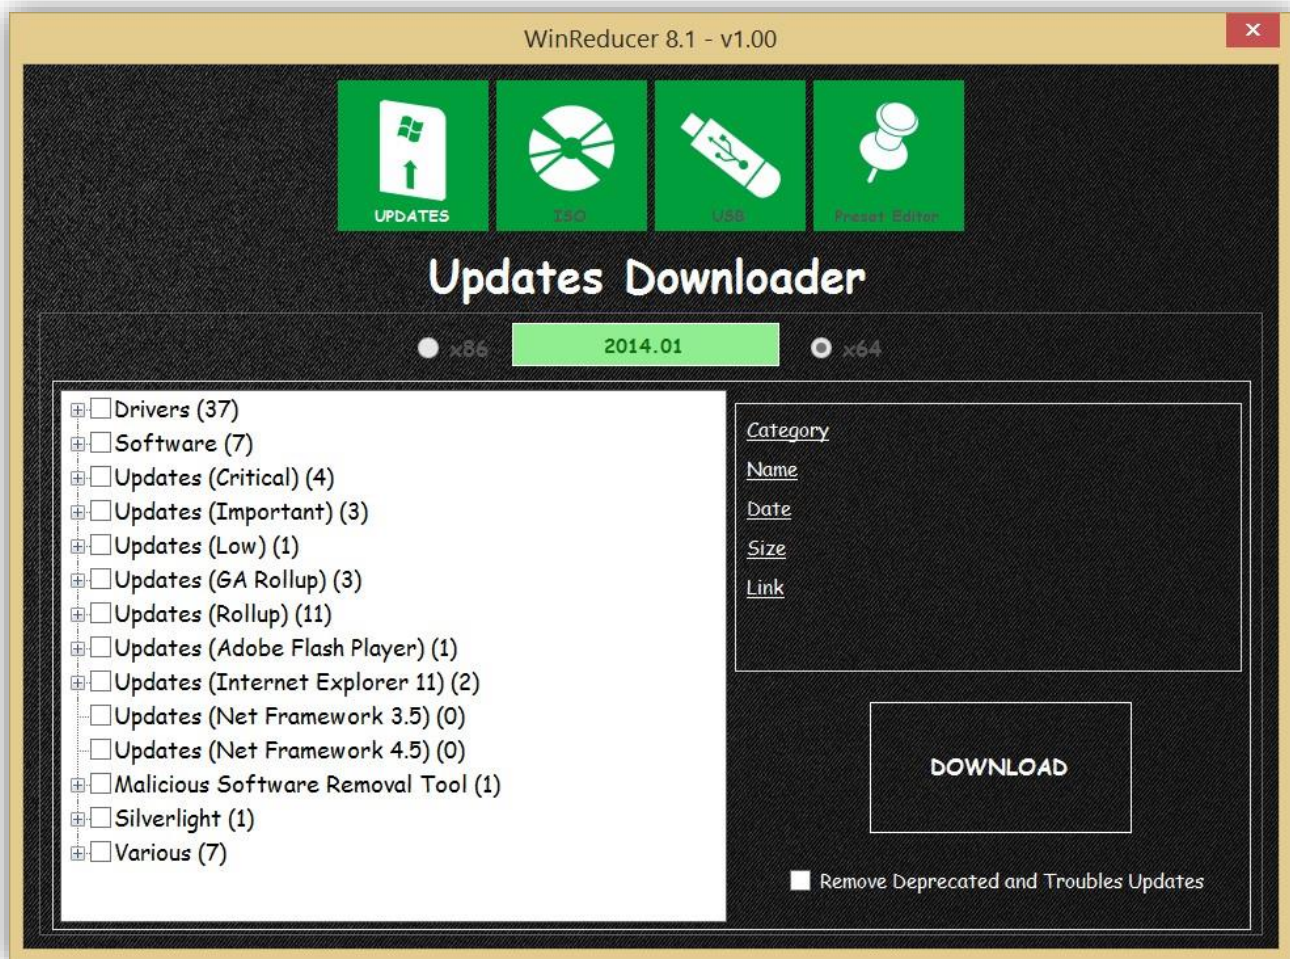 WinReducer 8.1 - v1.00
UPDATES
ISO
USB
Preset Editor
Updates Downloader
x86
2014.01
x64
Drivers (37)
Software (7)
Updates (Critical) (4)
Updates (Important) (3)
Updates (Low) (1)
Updates (GA Rollup) (3)
Updates (Rollup) (11)
Updates (Adobe Flash Player) (1)
Updates (Internet Explorer 11) (2)
Updates (Net Framework 3.5) (0)
Updates (Net Framework 4.5) (0)
Malicious Software Removal Tool (1)
Silverlight (1)
Various (7)
Category
Name
Date
Size
Link
DOWNLOAD
Remove Deprecated and Troubles Updates